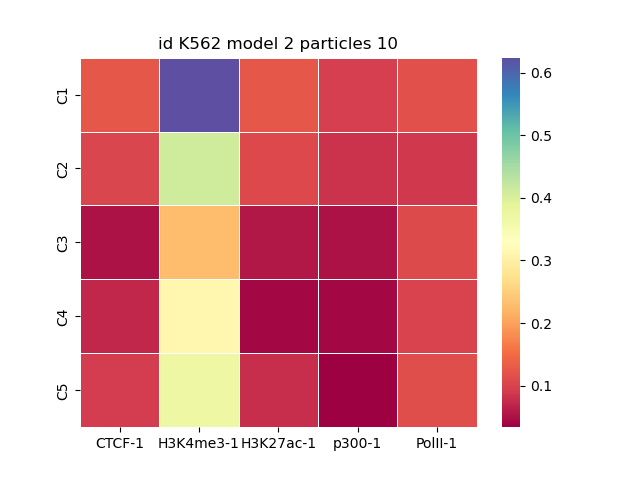 id K562 model 2 particles 10
C1
C2
C3
C4
C5
CTCF-1 H3K4me3-1 H3K27ac-1 p300-1 PolII-1
0.6
0.5
0.4
0.3
0.2
0.1